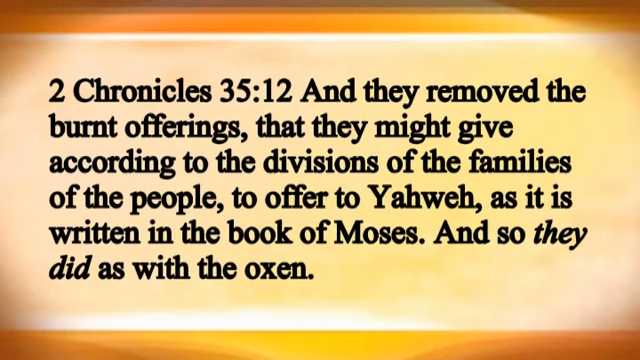 2 Chronicles 35:12 And they removed the
burnt offerings, that they might give
according to the divisions of the families
of the people, to offer to Yahweh, as it is
written in the book of Moses. And so they
did as with the oxen.